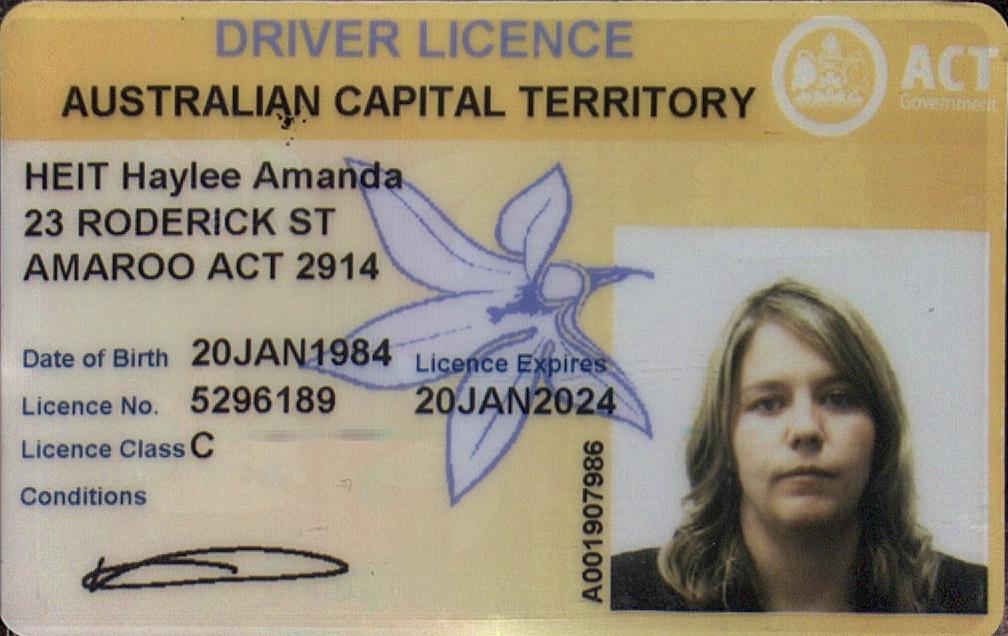 DRIVER LICENCE
AUSTRALIAN CAPITAL TERRITORY
ACT
Government
HEIT Haylee Amanda
23 RODERICK ST
AMAROO ACT 2914
Date of Birth 20JAN1984
Licence Expires
Licence No. 5296189
20JAN2024
Licence Class C
Conditions
A001907986